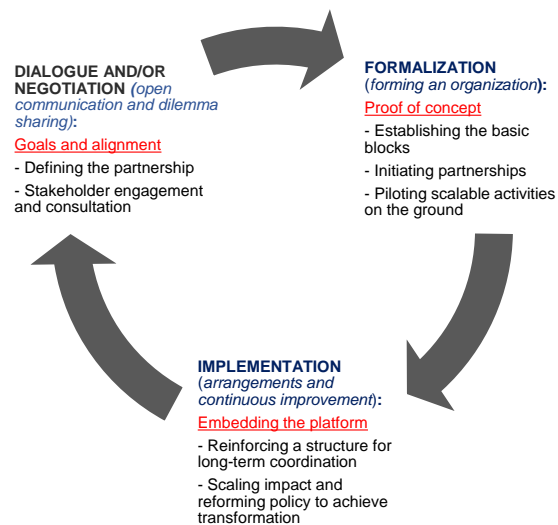 DIALOGUE AND/OR
NEGOTIATION (open
communication and dilemma
sharing):
Goals and alignment
- Defining the partnership
- Stakeholder engagement
and consultation
FORMALIZATION
(forming an organization):
Proof of concept
- Establishing the basic
blocks
- Initiating partnerships
- Piloting scalable activities
on the ground
IMPLEMENTATION
(arrangements and
continuous improvement):
Embedding the platform
- Reinforcing a structure for
long-term coordination
- Scaling impact and
reforming policy to achieve
transformation